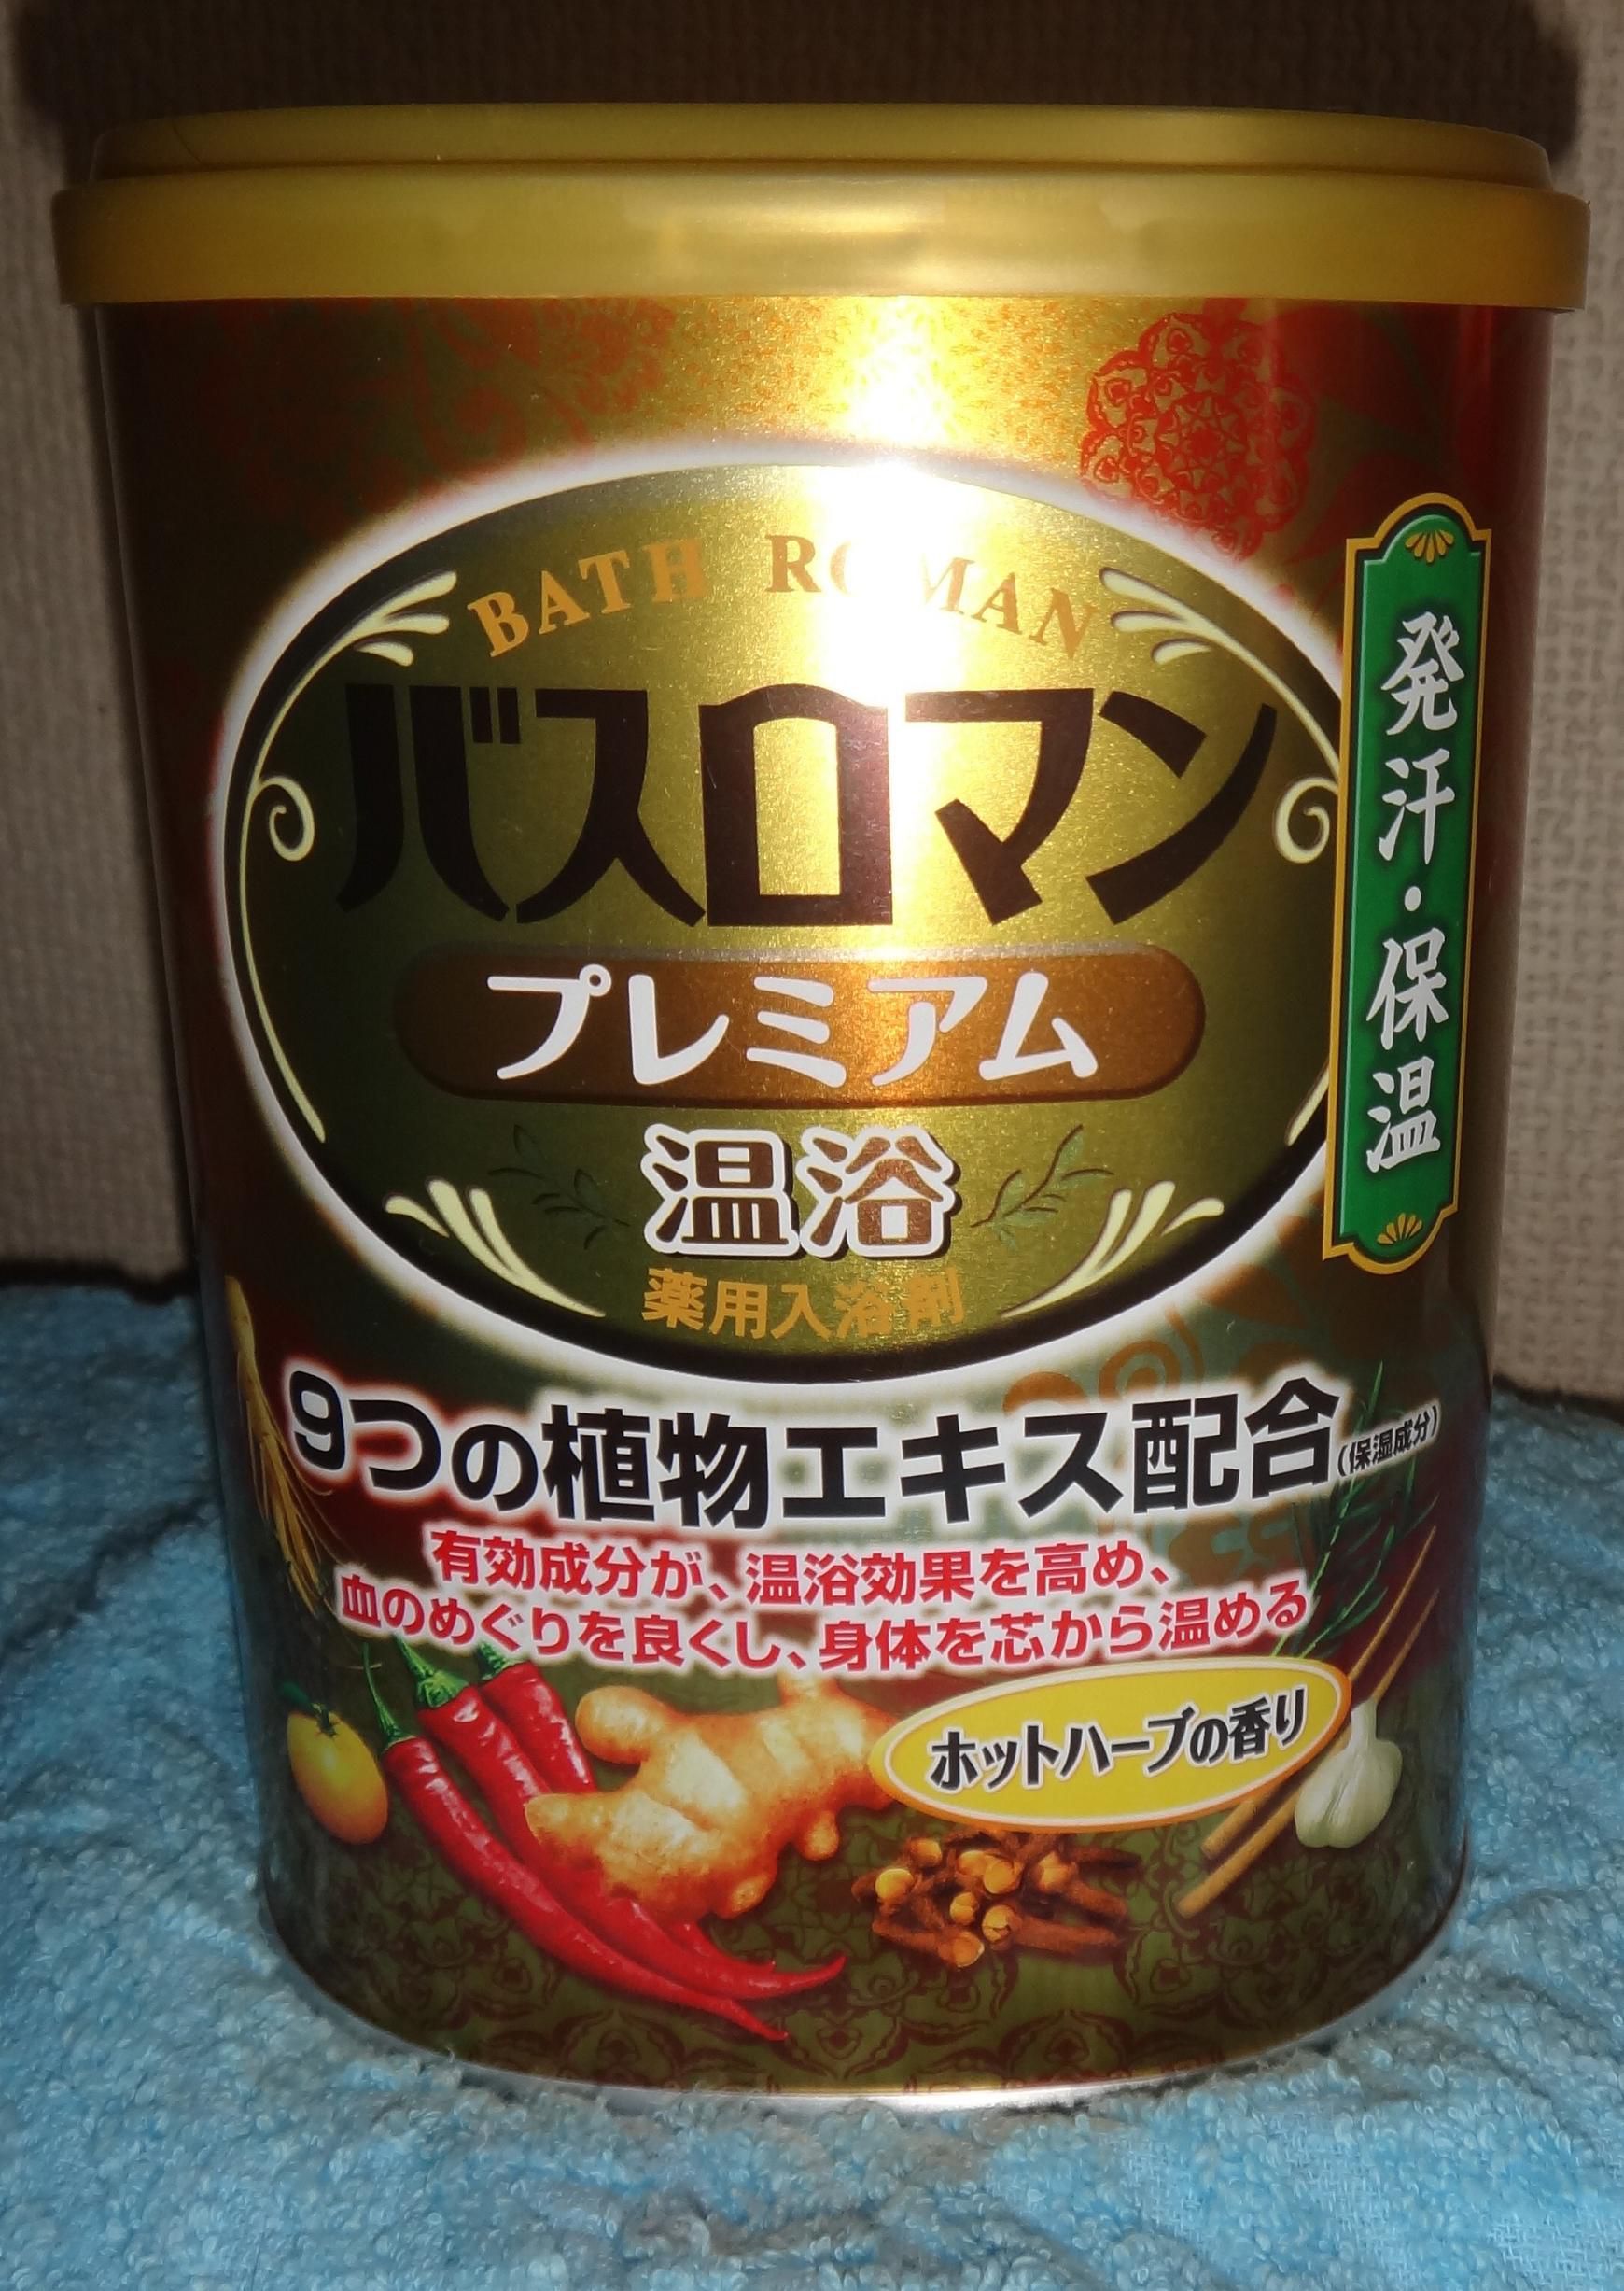 BATH ROMAN
バスロマン
プレミアム
温浴
薬用入浴剤
発汗・保温
9つの植物エキス配合(保湿成分)
有効成分が、温浴効果を高め、
血のめぐりを良くし、身体を芯から温める
ホットハーブの香り